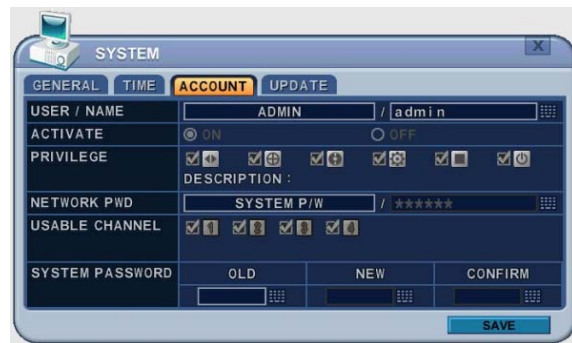 SYSTEM X
GENERAL TIME ACCOUNT UPDATE
USER / NAME ADMIN / admin
ACTIVATE ON OFF
PRIVILEGE
DESCRIPTION :
NETWORK PWD SYSTEM P/W / ******
USABLE CHANNEL 1 2 3 4
SYSTEM PASSWORD OLD NEW CONFIRM
SAVE